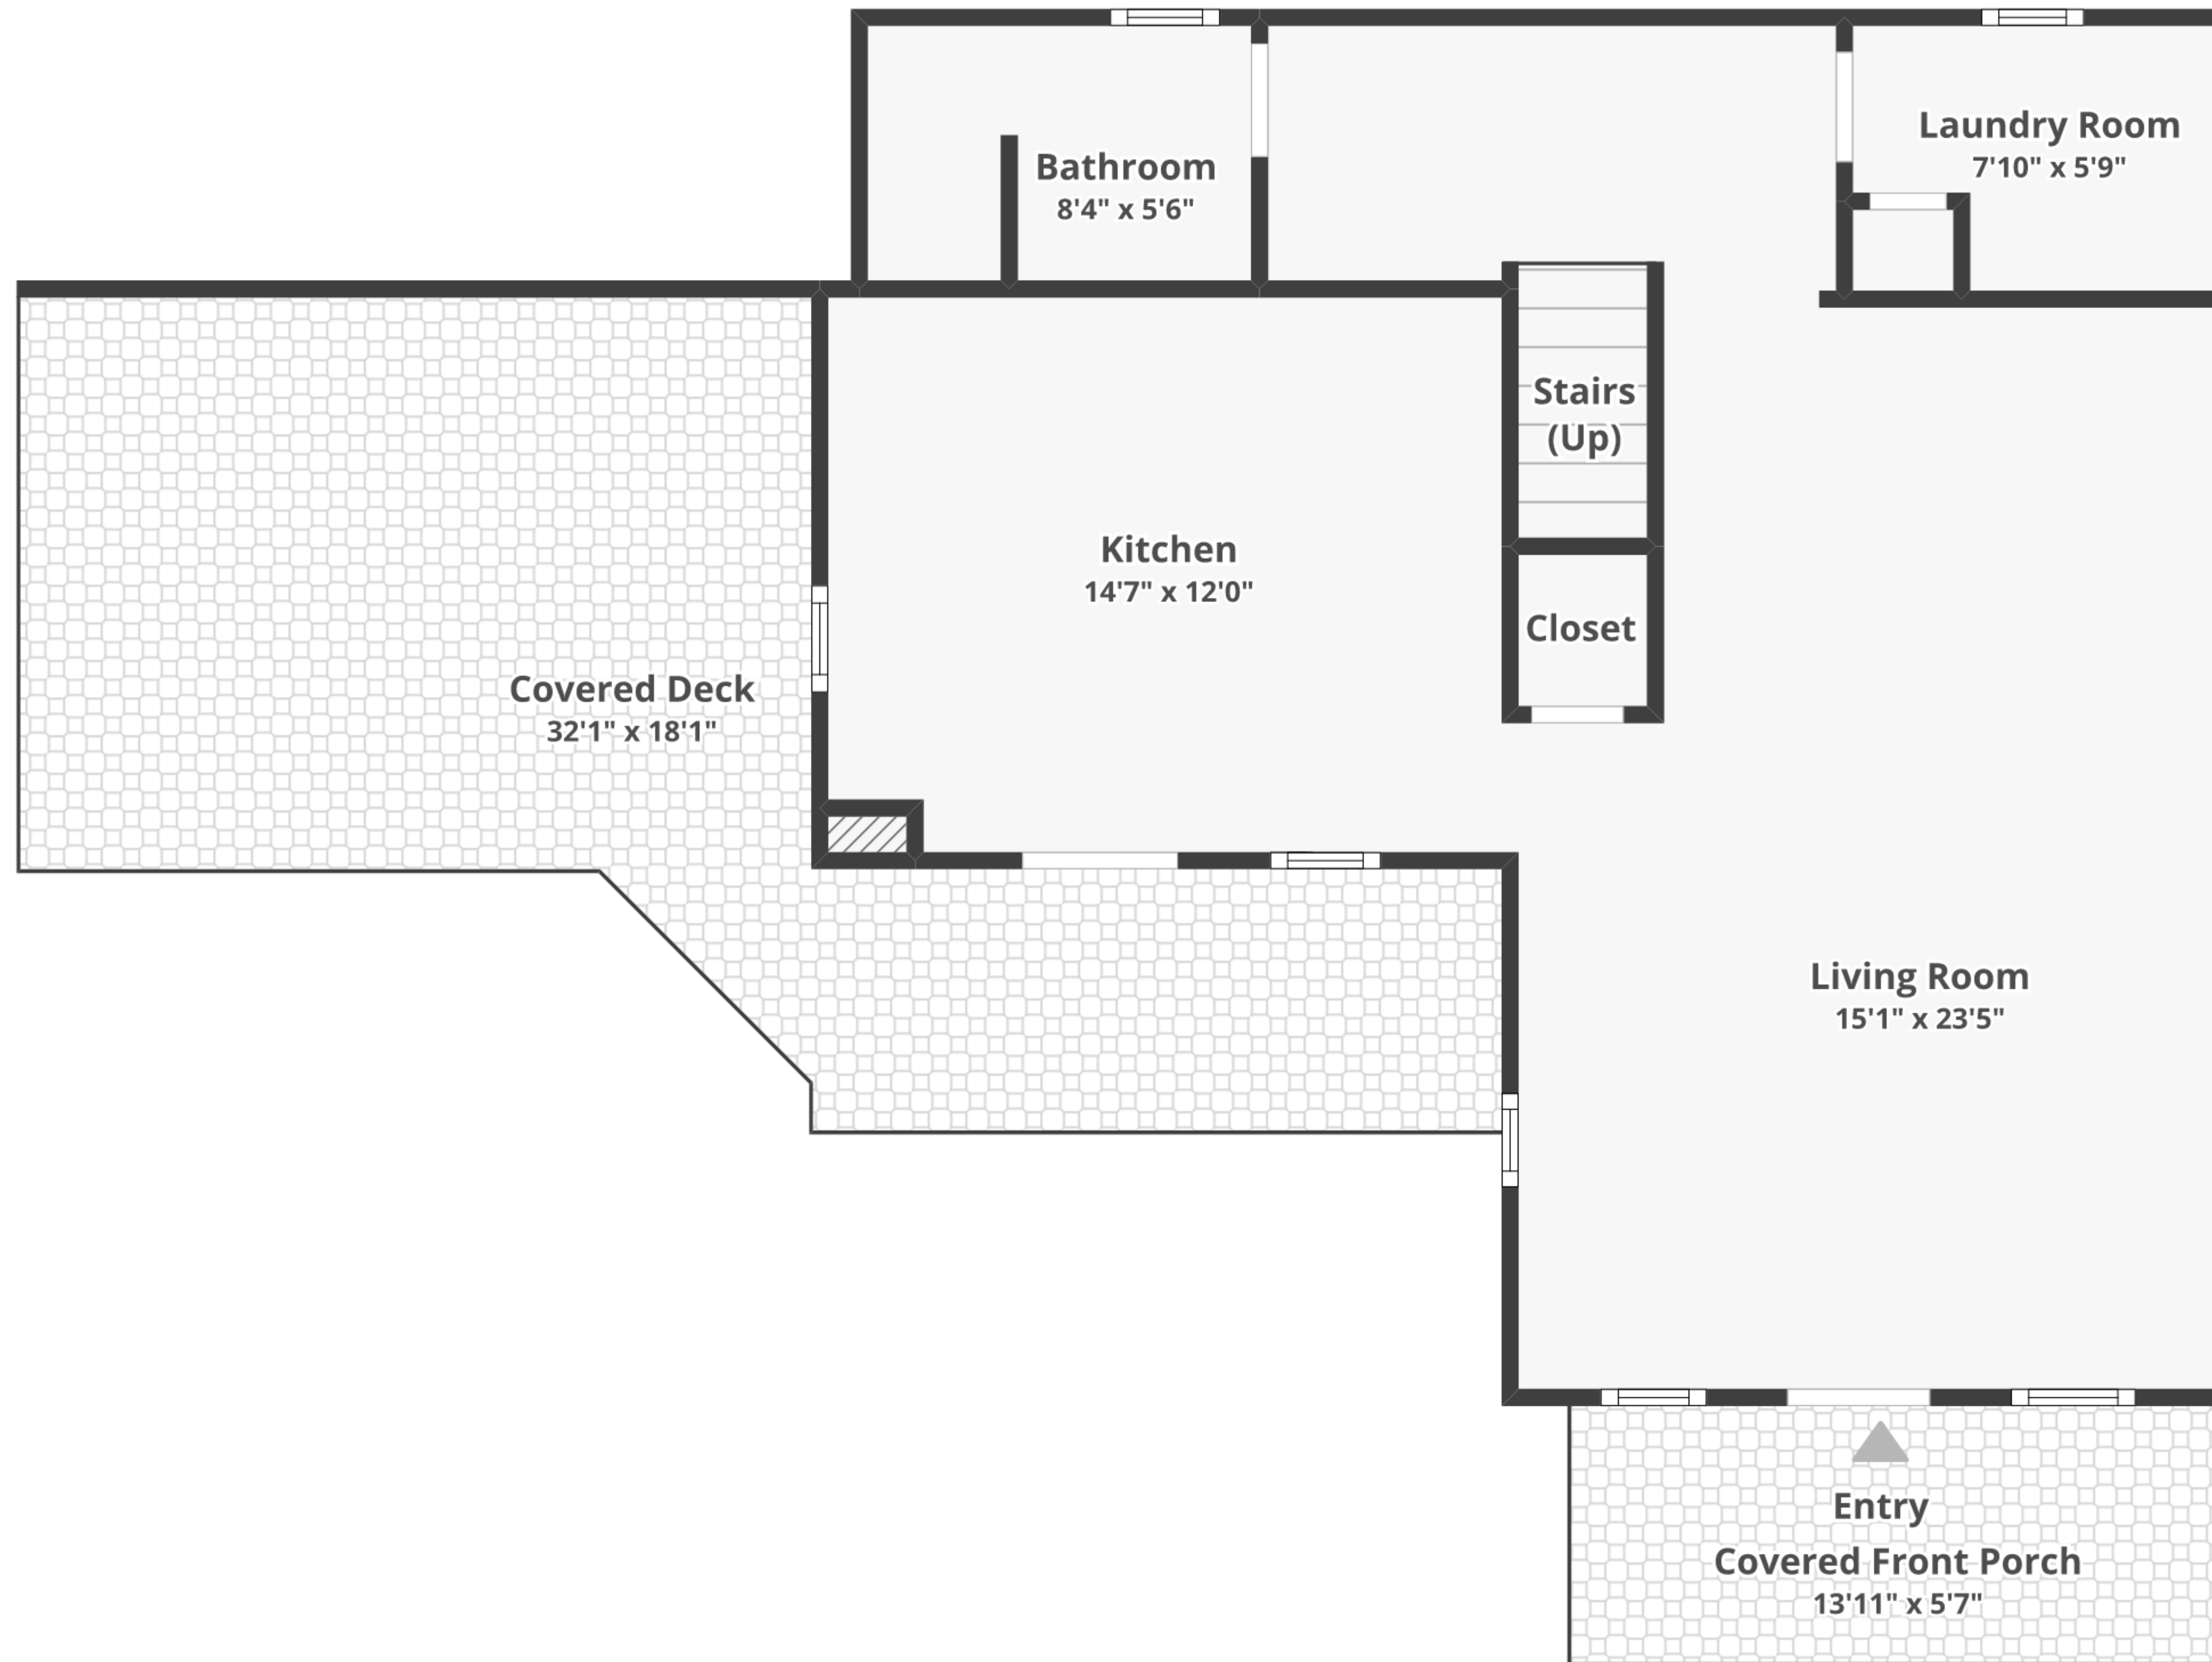 Laundry Room
7'10" x 5'9"
Bathroom
8'4" x 5'6"
Stairs
(Up)
Kitchen
14'7" x 12'0"
Closet
Covered Deck
32'1" x 18'1"
Living Room
15'1" x 23'5"
Entry
Covered Front Porch
13'11" x 5'7"